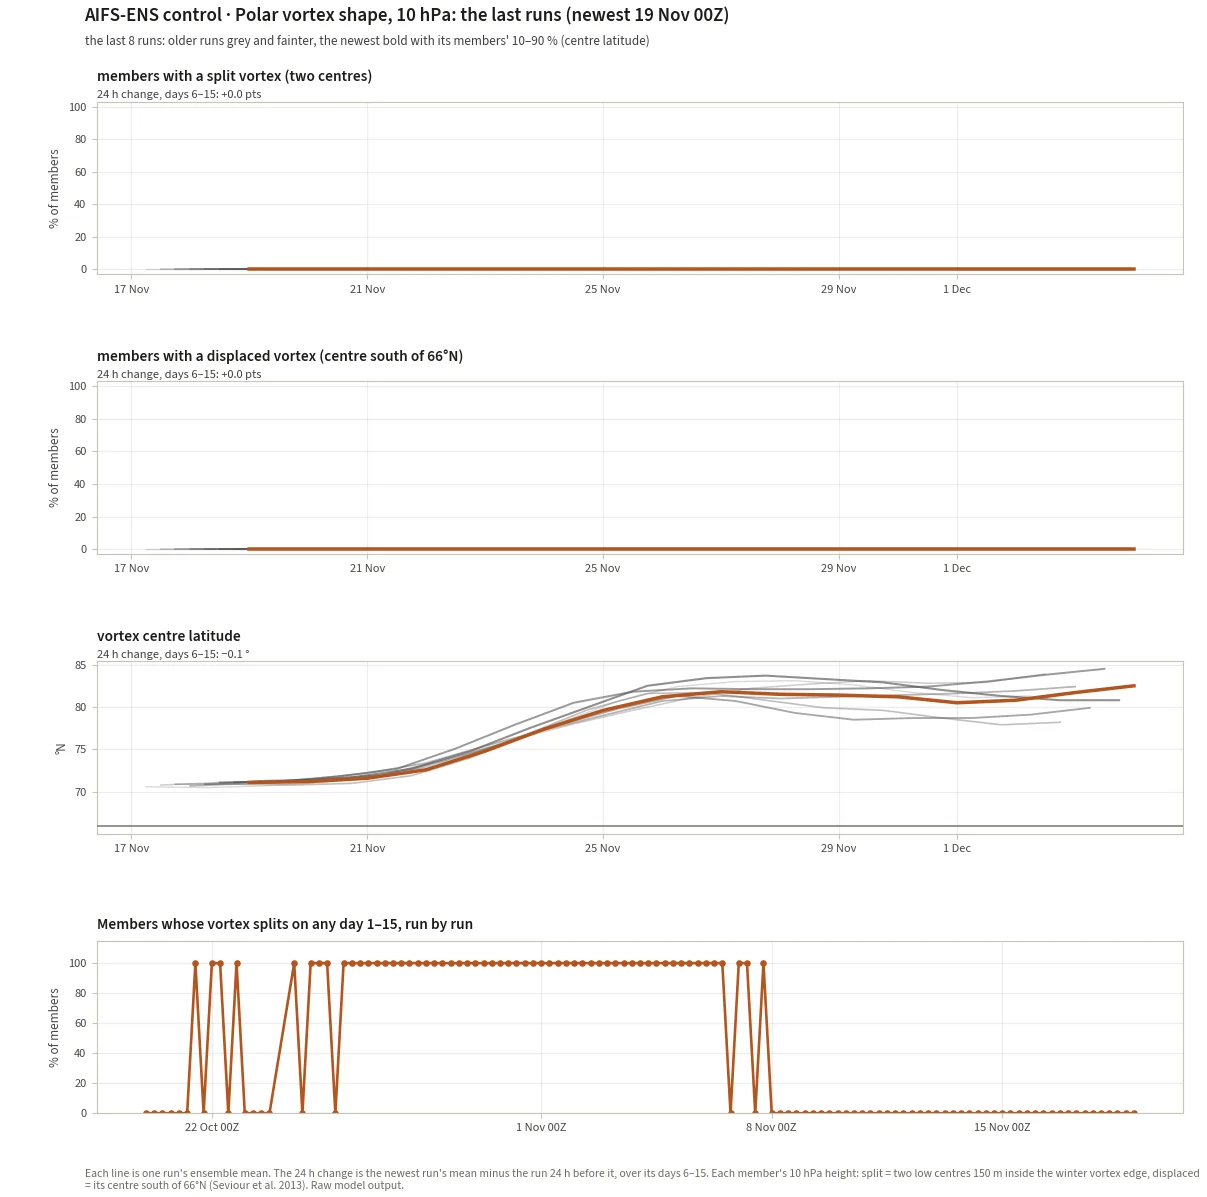 AIFS-ENS control · Polar vortex shape, 10 hPa: the last runs (newest 19 Nov 00Z)
the last 8 runs: older runs grey and fainter, the newest bold with its members' 10–90 % (centre latitude)
members with a split vortex (two centres)
24 h change, days 6–15: +0.0 pts
100
80
60
40
20
0
% of members
17 Nov
21 Nov
25 Nov
29 Nov
1 Dec
members with a displaced vortex (centre south of 66°N)
24 h change, days 6–15: +0.0 pts
100
80
60
40
20
0
% of members
17 Nov
21 Nov
25 Nov
29 Nov
1 Dec
vortex centre latitude
24 h change, days 6–15: −0.1 °
85
80
75
70
°N
17 Nov
21 Nov
25 Nov
29 Nov
1 Dec
Members whose vortex splits on any day 1–15, run by run
100
80
60
40
20
0
% of members
22 Oct 00Z
1 Nov 00Z
8 Nov 00Z
15 Nov 00Z
Each line is one run's ensemble mean. The 24 h change is the newest run's mean minus the run 24 h before it, over its days 6–15. Each member's 10 hPa height: split = two low centres 150 m inside the winter vortex edge, displaced
= its centre south of 66°N (Seviour et al. 2013). Raw model output.